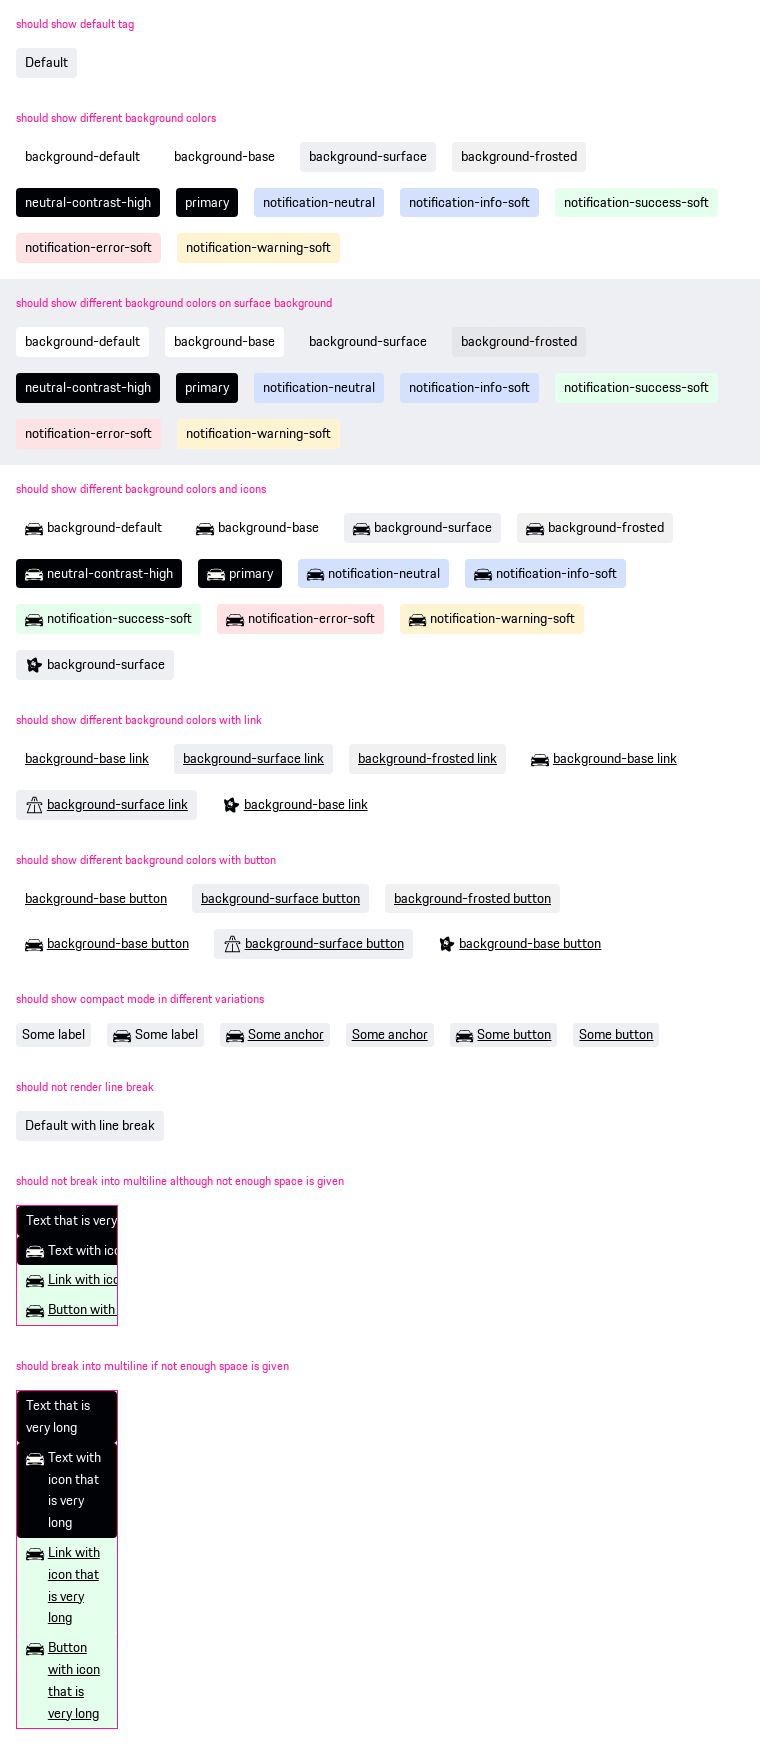 should show default tag
Default
should show different background colors
background-default background-base background-surface background-frosted
neutral-contrast-high primary notification-neutral notification-info-soft notification-success-soft
notification-error-soft notification-warning-soft
should show different background colors on surface background
background-default background-base background-surface background-frosted
neutral-contrast-high primary notification-neutral notification-info-soft notification-success-soft
notification-error-soft notification-warning-soft
should show different background colors and icons
background-default background-base background-surface background-frosted
neutral-contrast-high primary notification-neutral notification-info-soft
notification-success-soft notification-error-soft notification-warning-soft
background-surface
should show different background colors with link
background-base link background-surface link background-frosted link background-base link
background-surface link background-base link
should show different background colors with button
background-base button background-surface button background-frosted button
background-base button background-surface button background-base button
should show compact mode in different variations
Some label Some label Some anchor Some anchor Some button Some button
should not render line break
Default with line break
should not break into multiline although not enough space is given
Text that is very
Text with ico
Link with ico
Button with
should break into multiline if not enough space is given
Text that is
very long
Text with
icon that
is very
long
Link with
icon that
is very
long
Button
with icon
that is
very long